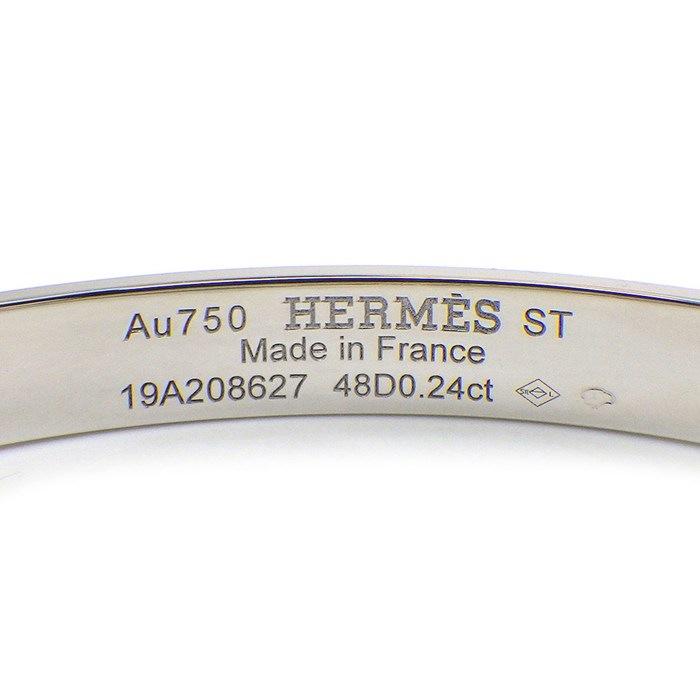 Au750 HERMÈS ST
Made in France
19A208627 48D0.24ct